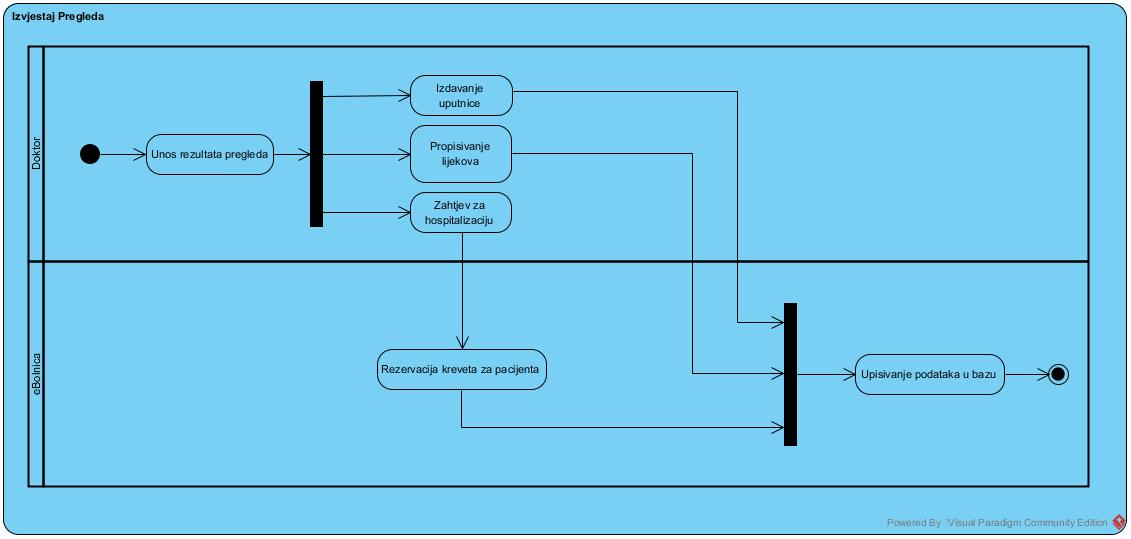 Izvjestaj Pregleda
Doktor
Unos rezultata pregleda
Izdavanje
uputnice
Propisivanje
lijekova
Zahtjev za
hospitalizaciju
eBolnica
Rezervacija kreveta za pacijenta
Upisivanje podataka u bazu
Powered By Visual Paradigm Community Edition